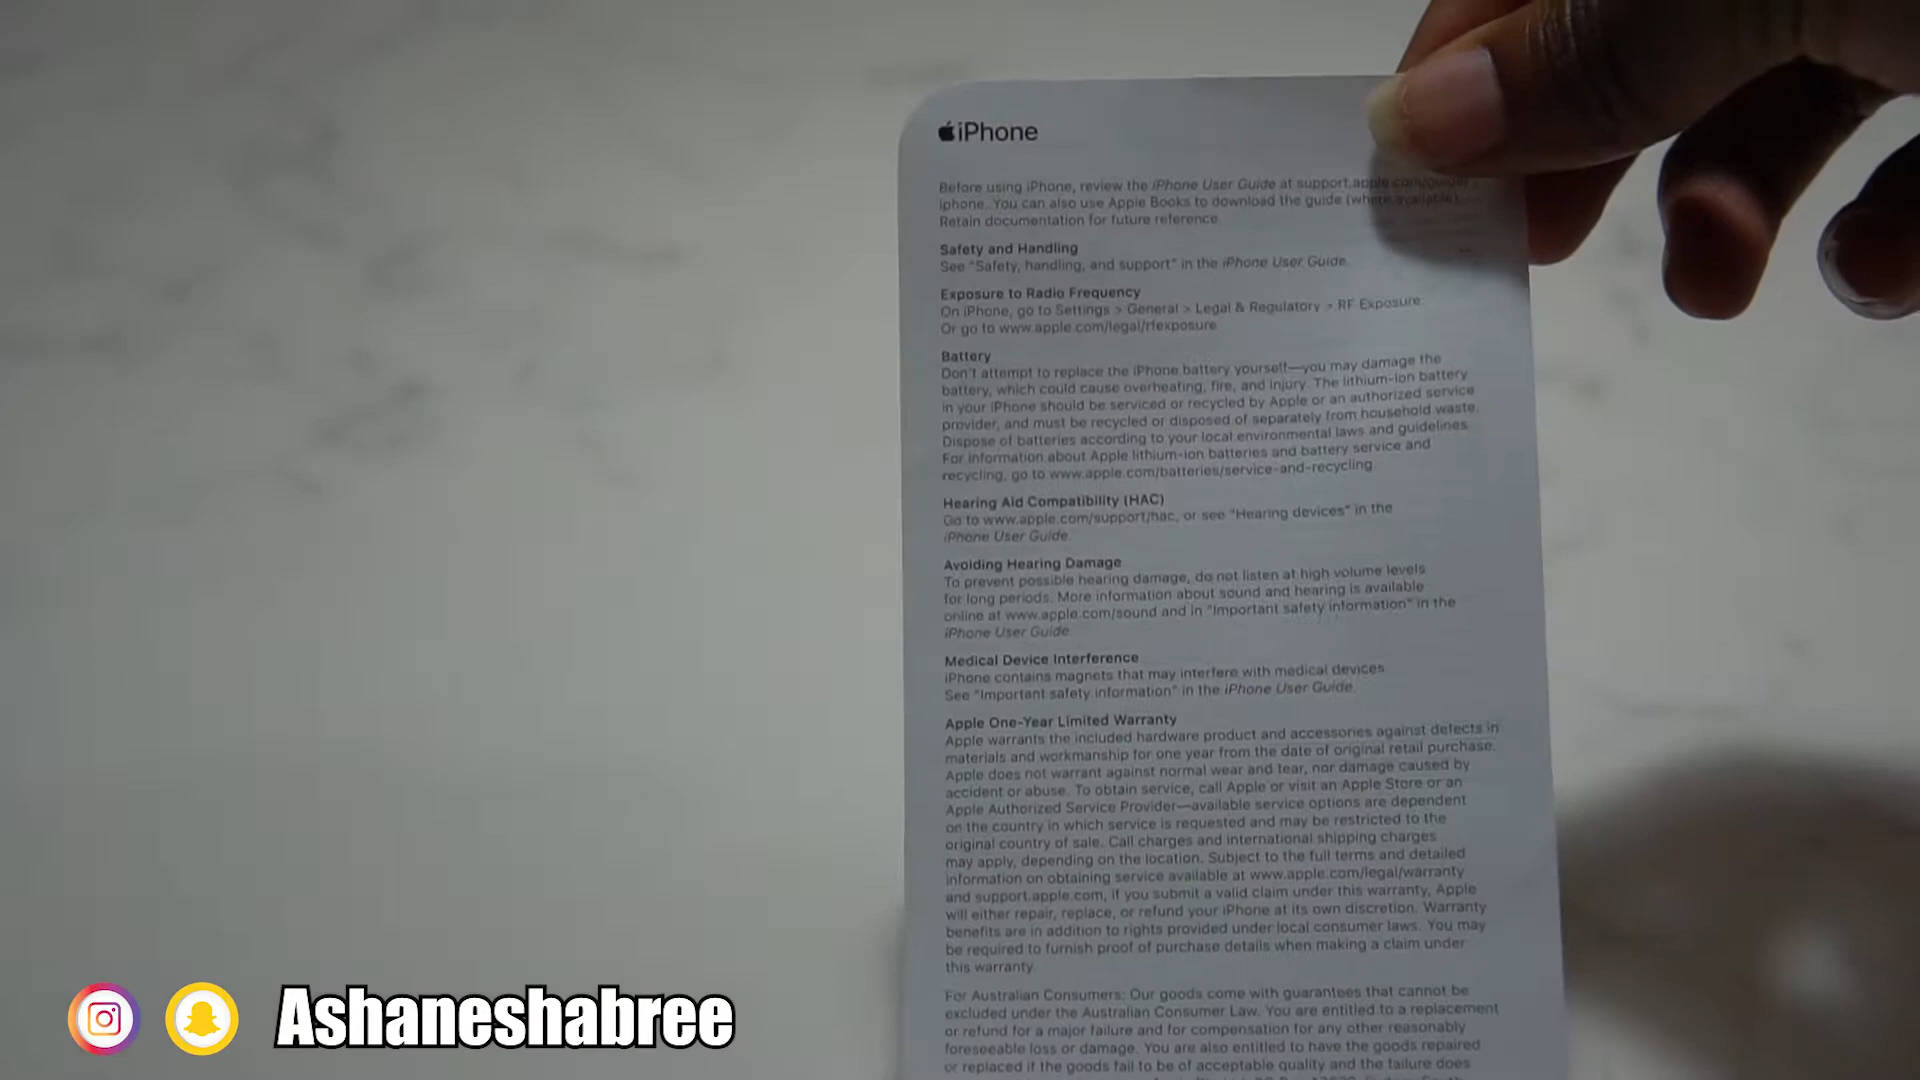 iPhone
Before using iPhone, review the iPhone User Guide at support.apple.com/guide/
iphone. You can also use Apple Books to download the guide (where available).
Retain documentation for future reference.
Safety and Handling
See “Safety, handling, and support” in the iPhone User Guide.
Exposure to Radio Frequency
On iPhone, go to Settings > General > Legal & Regulatory > RF Exposure.
Or go to www.apple.com/legal/rfexposure.
Battery
Don’t attempt to replace the iPhone battery yourself—you may damage the
battery, which could cause overheating, fire, and injury. The lithium-ion battery
in your iPhone should be serviced or recycled by Apple or an authorized service
provider, and must be recycled or disposed of separately from household waste.
Dispose of batteries according to your local environmental laws and guidelines.
For information about Apple lithium-ion batteries and battery service and
recycling, go to www.apple.com/batteries/service-and-recycling.
Hearing Aid Compatibility (HAC)
Go to www.apple.com/support/hac, or see “Hearing devices” in the
iPhone User Guide.
Avoiding Hearing Damage
To prevent possible hearing damage, do not listen at high volume levels
for long periods. More information about sound and hearing is available
online at www.apple.com/sound and in “Important safety information” in the
iPhone User Guide.
Medical Device Interference
iPhone contains magnets that may interfere with medical devices.
See “Important safety information” in the iPhone User Guide.
Apple One-Year Limited Warranty
Apple warrants the included hardware product and accessories against defects in
materials and workmanship for one year from the date of original retail purchase.
Apple does not warrant against normal wear and tear, nor damage caused by
accident or abuse. To obtain service, call Apple or visit an Apple Store or an
Apple Authorized Service Provider—available service options are dependent
on the country in which service is requested and may be restricted to the
original country of sale. Call charges and international shipping charges
may apply, depending on the location. Subject to the full terms and detailed
information on obtaining service available at www.apple.com/legal/warranty
and support.apple.com, if you submit a valid claim under this warranty, Apple
will either repair, replace, or refund your iPhone at its own discretion. Warranty
benefits are in addition to rights provided under local consumer laws. You may
be required to furnish proof of purchase details when making a claim under
this warranty.
For Australian Consumers: Our goods come with guarantees that cannot be
excluded under the Australian Consumer Law. You are entitled to a replacement
or refund for a major failure and for compensation for any other reasonably
foreseeable loss or damage. You are also entitled to have the goods repaired
or replaced if the goods fail to be of acceptable quality and the failure does
Ashaneshabree